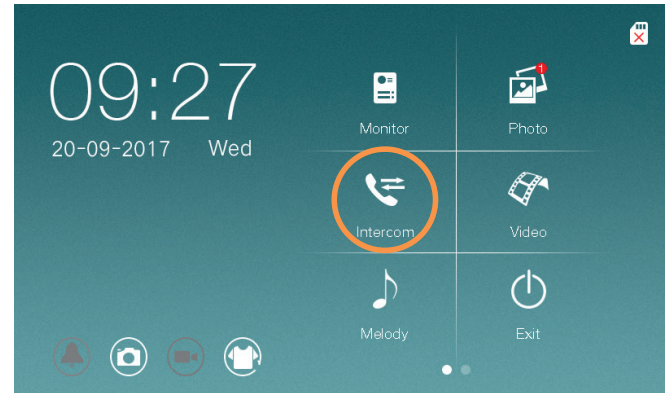 09:27
20-09-2017 Wed
Monitor
1
Photo
Intercom
Video
Melody
Exit